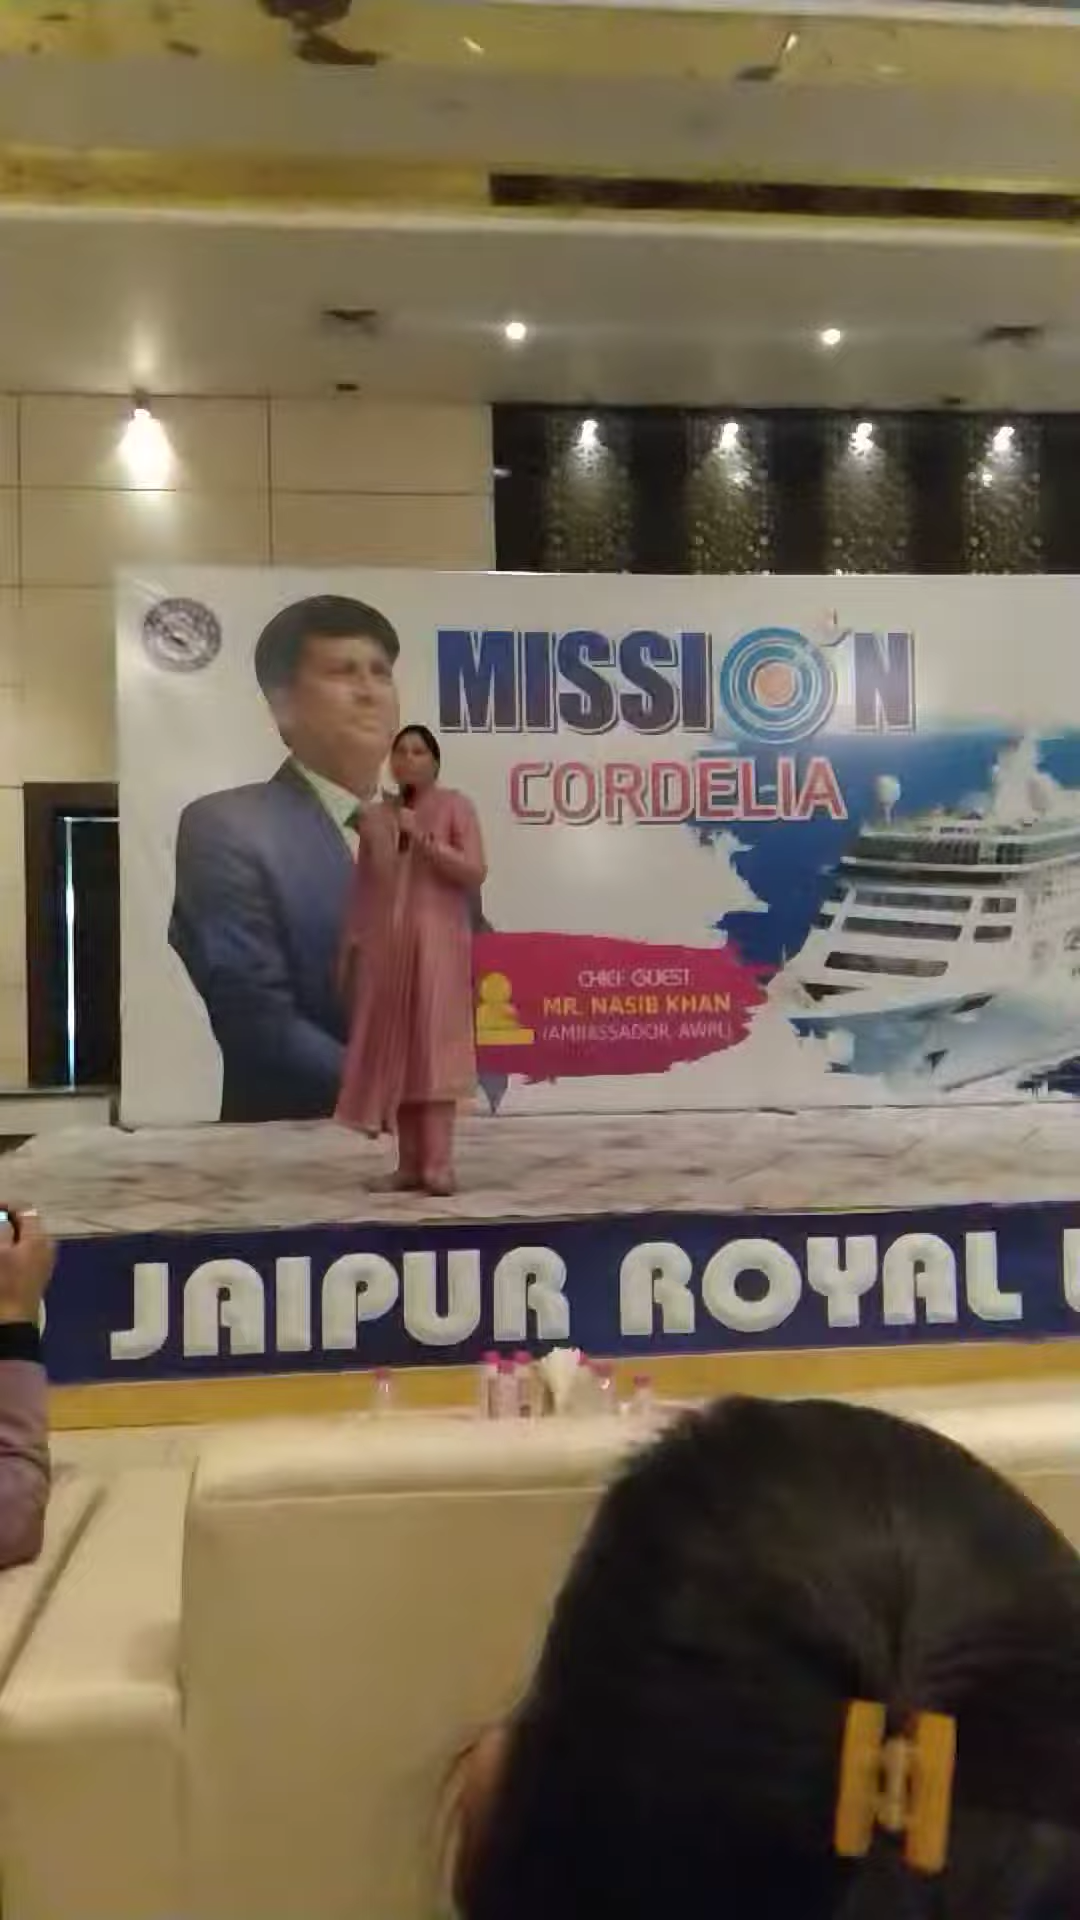 MISSION
CORDELIA
CHIEF GUEST
MR. NASIB KHAN
(AMBASSADOR, AWPL)
JAIPUR ROYAL